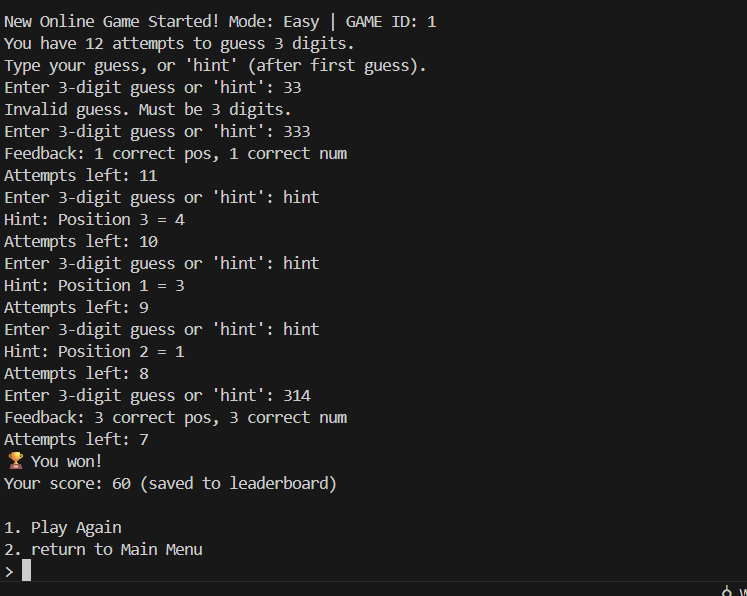 New Online Game Started! Mode: Easy | GAME ID: 1
You have 12 attempts to guess 3 digits.
Type your guess, or 'hint' (after first guess).
Enter 3-digit guess or 'hint': 33
Invalid guess. Must be 3 digits.
Enter 3-digit guess or 'hint': 333
Feedback: 1 correct pos, 1 correct num
Attempts left: 11
Enter 3-digit guess or 'hint': hint
Hint: Position 3 = 4
Attempts left: 10
Enter 3-digit guess or 'hint': hint
Hint: Position 1 = 3
Attempts left: 9
Enter 3-digit guess or 'hint': hint
Hint: Position 2 = 1
Attempts left: 8
Enter 3-digit guess or 'hint': 314
Feedback: 3 correct pos, 3 correct num
Attempts left: 7
🏆 You won!
Your score: 60 (saved to leaderboard)

1. Play Again
2. return to Main Menu
>